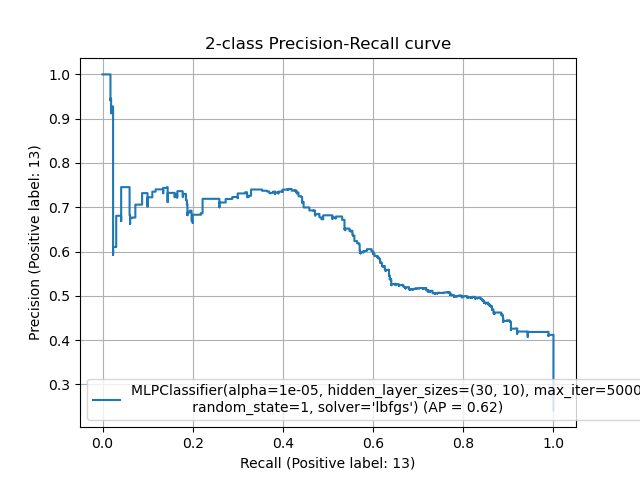 2-class Precision-Recall curve
Precision (Positive label: 13)
1.0
0.9
0.8
0.7
0.6
0.5
0.4
0.3
MLPClassifier(alpha=1e-05, hidden_layer_sizes=(30, 10), max_iter=5000
random_state=1, solver='lbfgs') (AP = 0.62)
0.0 0.2 0.4 0.6 0.8 1.0
Recall (Positive label: 13)